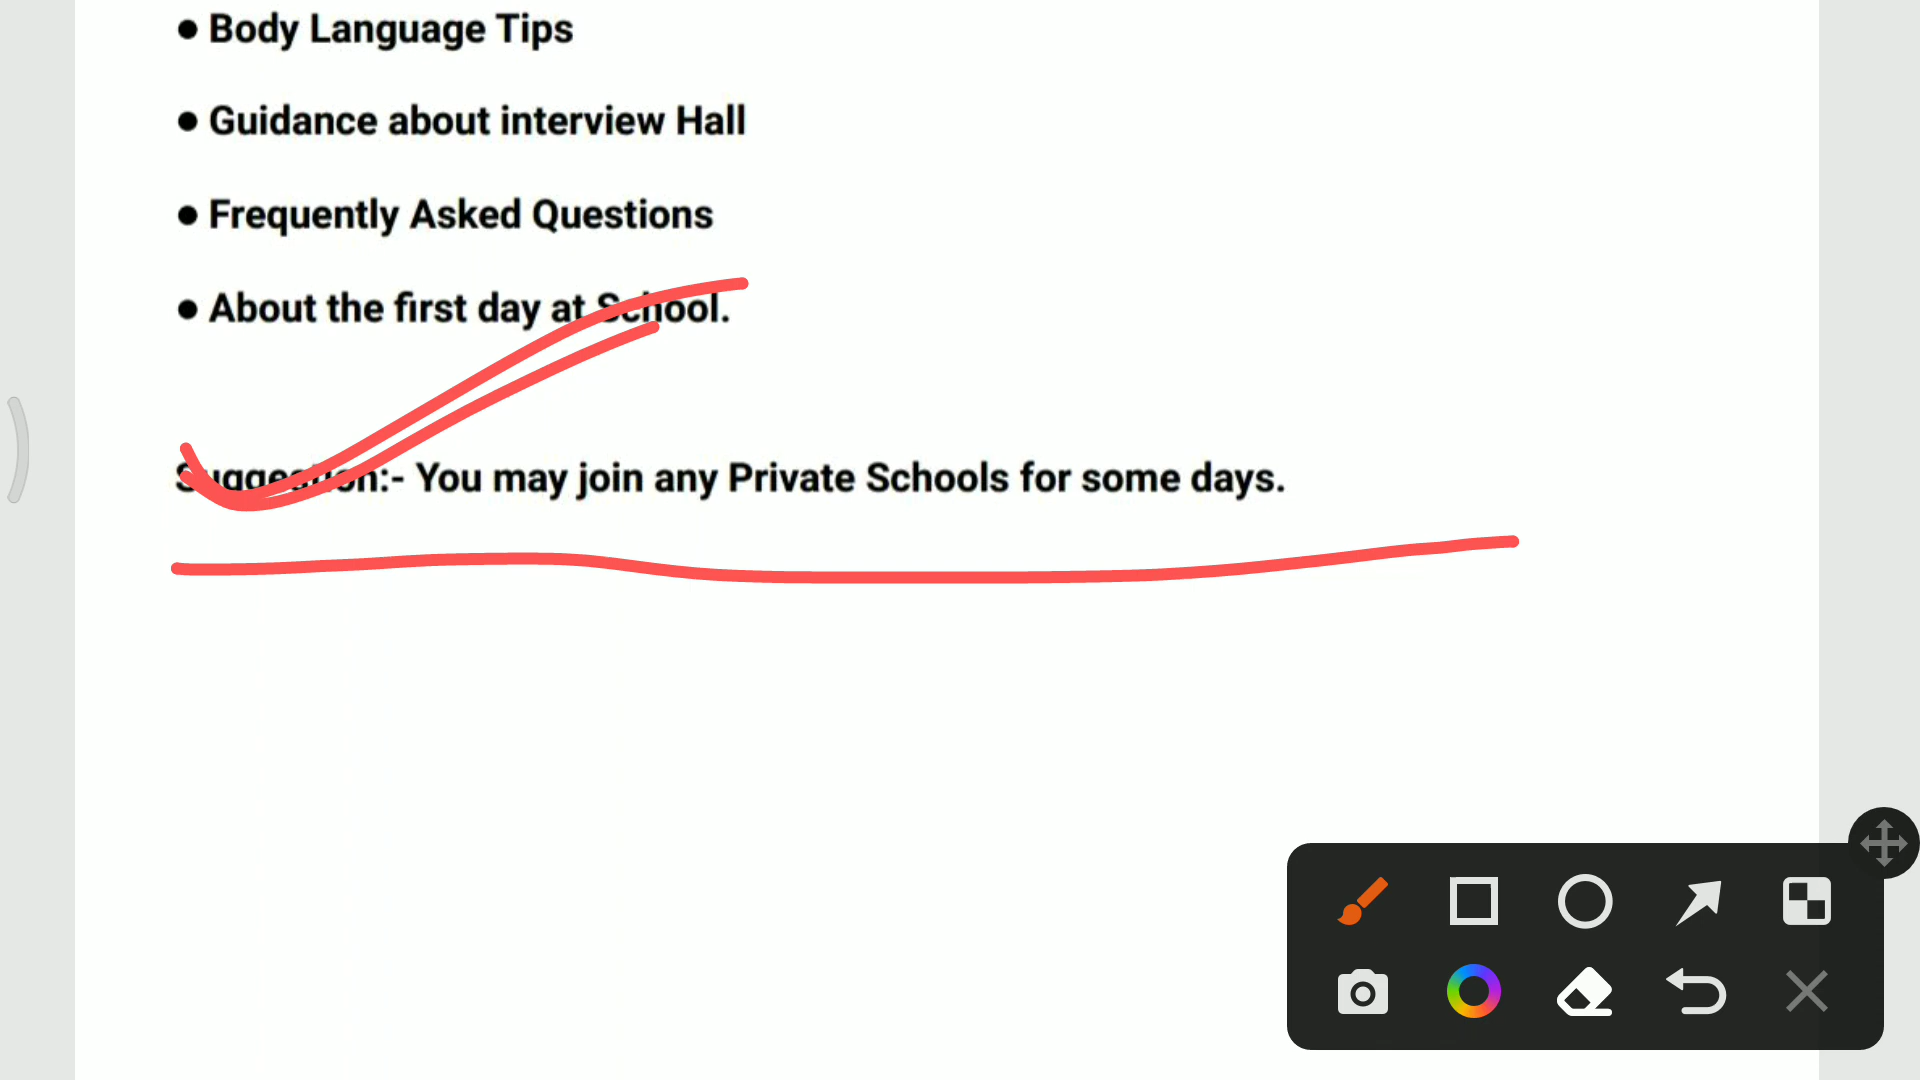 ● Body Language Tips
● Guidance about interview Hall
● Frequently Asked Questions
● About the first day at School.
Suggestion:- You may join any Private Schools for some days.